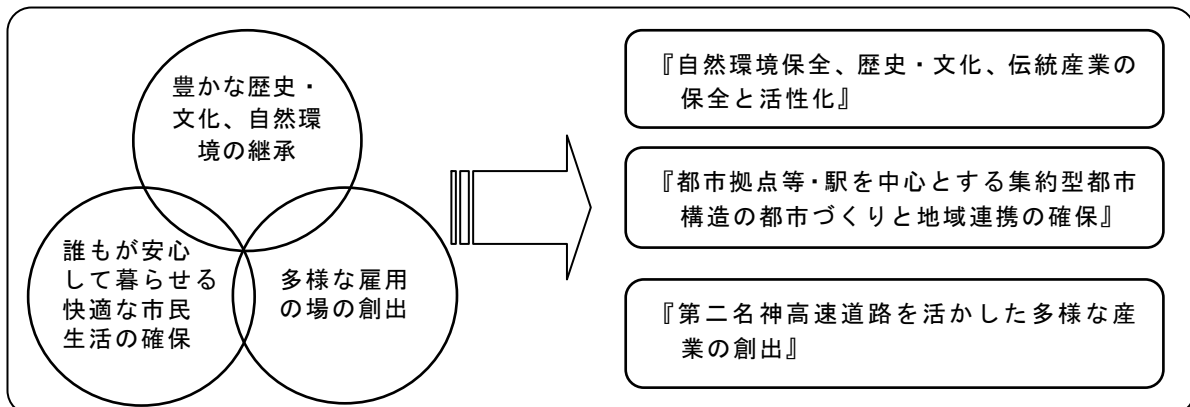 豊かな歴史・
文化、自然環
境の継承
誰もが安心
して暮らせる
快適な市民
生活の確保
多様な雇用
の場の創出
『自然環境保全、歴史・文化、伝統産業の
保全と活性化』
『都市拠点等・駅を中心とする集約型都市
構造の都市づくりと地域連携の確保』
『第二名神高速道路を活かした多様な産
業の創出』